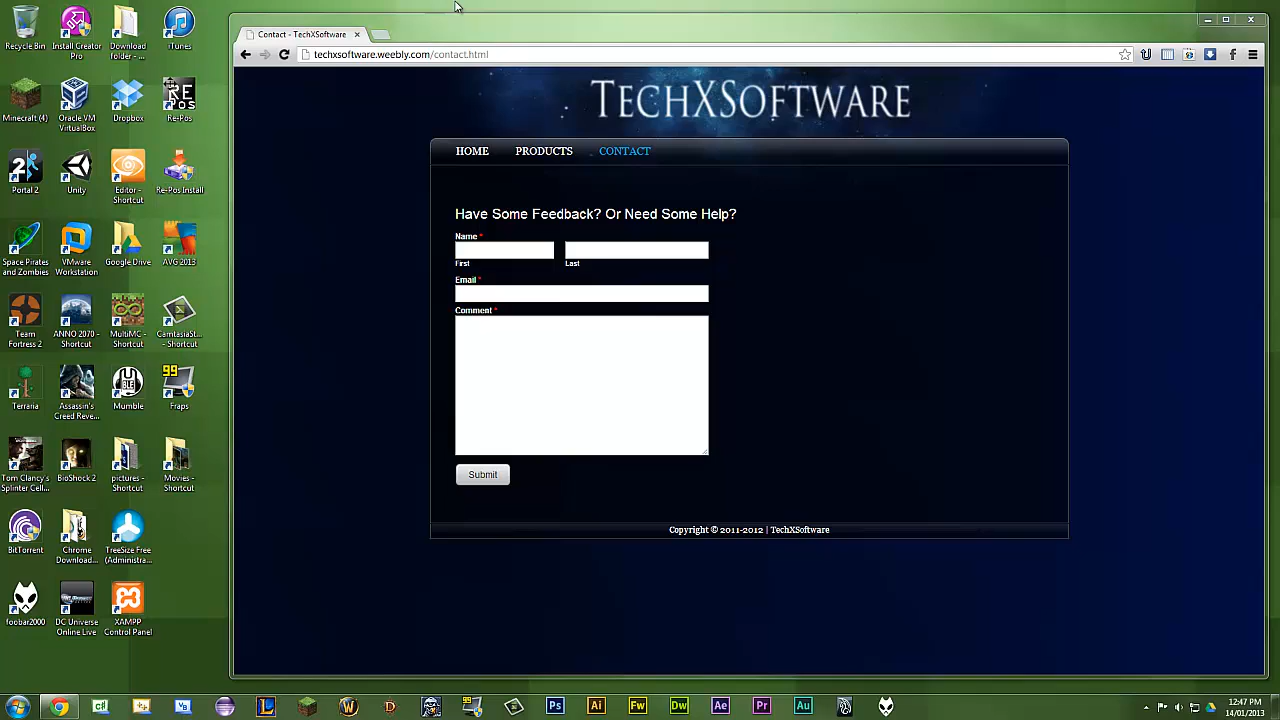 Recycle Bin
Install Creator Pro
Download folder - ...
iTunes
Minecraft (4)
Oracle VM VirtualBox
Dropbox
RE Pos
Re-Pos
Portal 2
Unity
Editor - Shortcut
Re-Pos Install
Space Pirates and Zombies
VMware Workstation
Google Drive
AVG 2013
Team Fortress 2
ANNO 2070 - Shortcut
MultiMC - Shortcut
CamtasiaSt... - Shortcut
Terraria
Assassin's Creed Reve...
Mumble
99
Fraps
Tom Clancy's Splinter Cell...
BioShock 2
pictures - Shortcut
Movies - Shortcut
BitTorrent
Chrome Download...
TreeSize Free (Administra...
foobar2000
DC Universe Online Live
XAMPP Control Panel
Contact - TechXSoftware
techxsoftware.weebly.com/contact.html
TechXSoftware
HOME PRODUCTS CONTACT
Have Some Feedback? Or Need Some Help?
Name *
First Last
Email *
Comment *
Submit
Copyright © 2011-2012 | TechXSoftware
Ps Ai Fw Dw Ae Pr Au
12:47 PM
14/01/2013